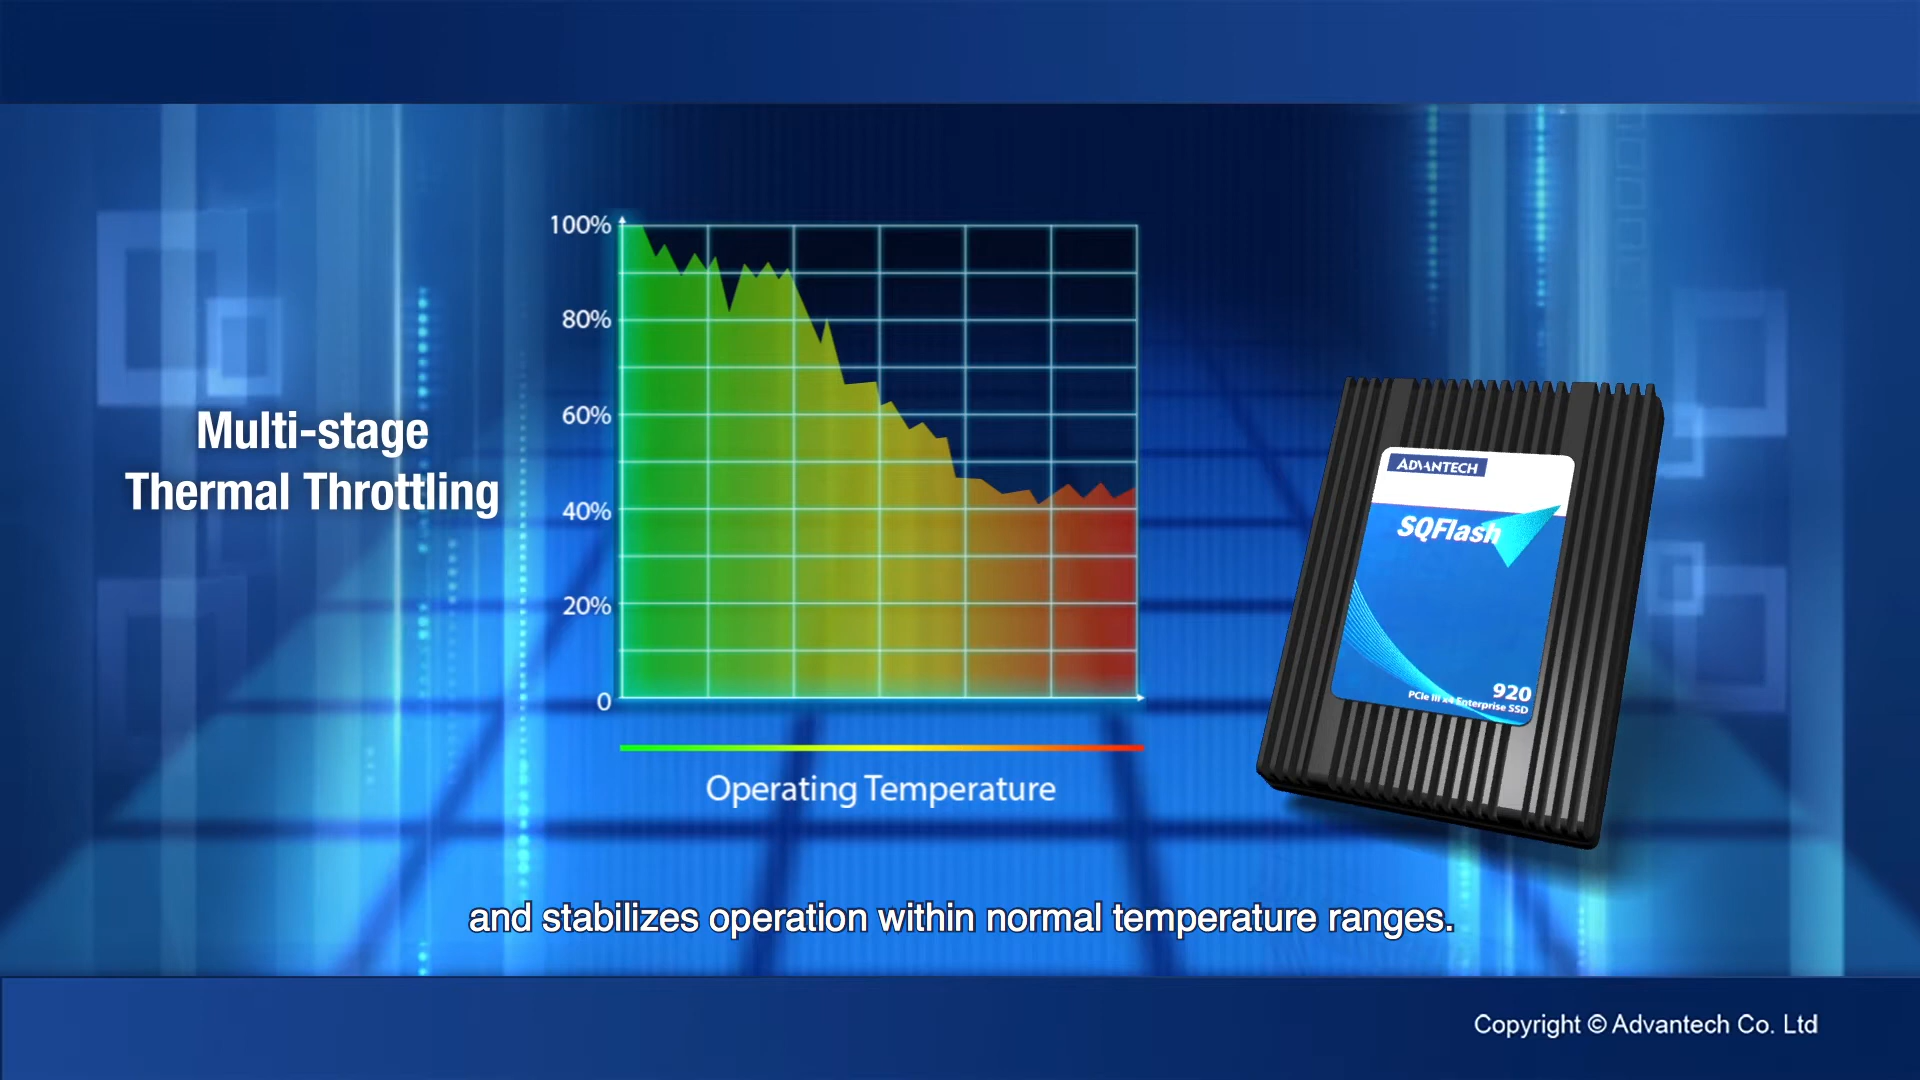 Multi-stage
Thermal Throttling
100%
80%
60%
40%
20%
0
Operating Temperature
ADVANTECH
SQFlash
920
PCIe III x4 Enterprise SSD
and stabilizes operation within normal temperature ranges.
Copyright © Advantech Co. Ltd